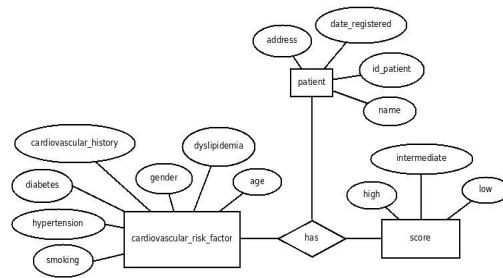 date_registered
address
id_patient
patient
name
cardiovascular_history
dyslipidemia
intermediate
gender
age
diabetes
high
low
hypertension
cardiovascular_risk_factor
has
score
smoking